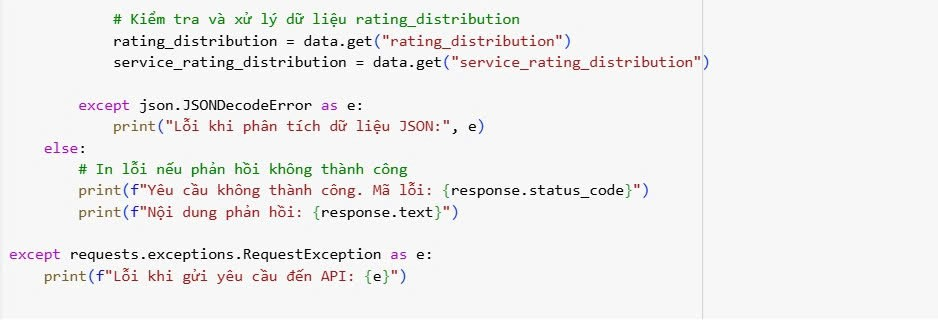 # Kiểm tra và xử lý dữ liệu rating_distribution
rating_distribution = data.get("rating_distribution")
service_rating_distribution = data.get("service_rating_distribution")
except json.JSONDecodeError as e:
print("Lỗi khi phân tích dữ liệu JSON:", e)
else:
# In lỗi nếu phản hồi không thành công
print(f"Yêu cầu không thành công. Mã lỗi: {response.status_code}")
print(f"Nội dung phản hồi: {response.text}")
except requests.exceptions.RequestException as e:
print(f"Lỗi khi gửi yêu cầu đến API: {e}")